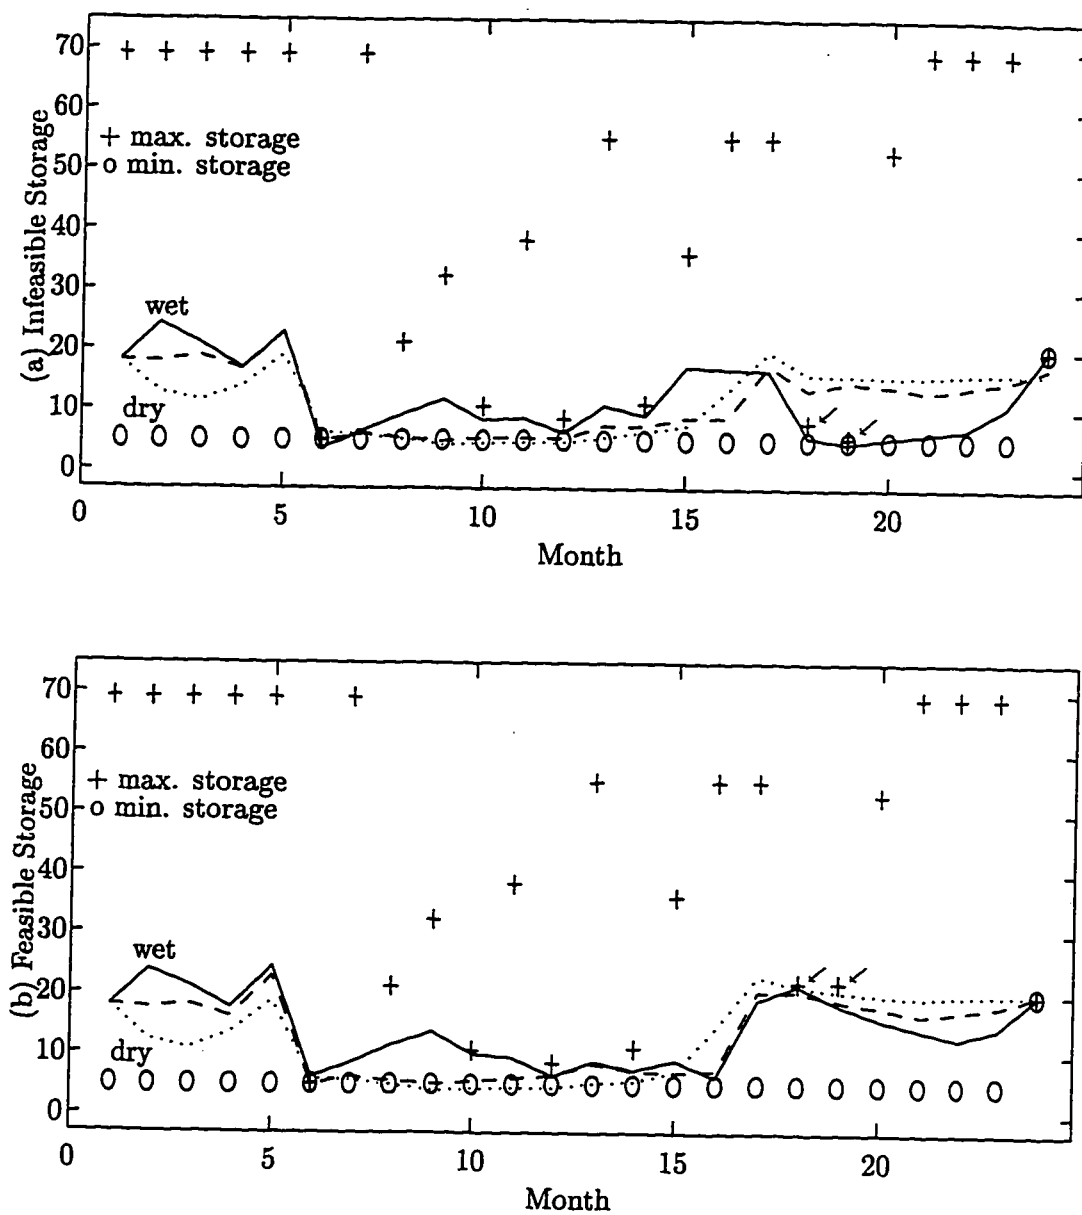 (a) Infeasible Storage
70
60
50
40
30
20
10
0
+ max. storage
o min. storage
wet
dry
0 5 10 15 20
Month
(b) Feasible Storage
70
60
50
40
30
20
10
0
+ max. storage
o min. storage
wet
dry
0 5 10 15 20
Month